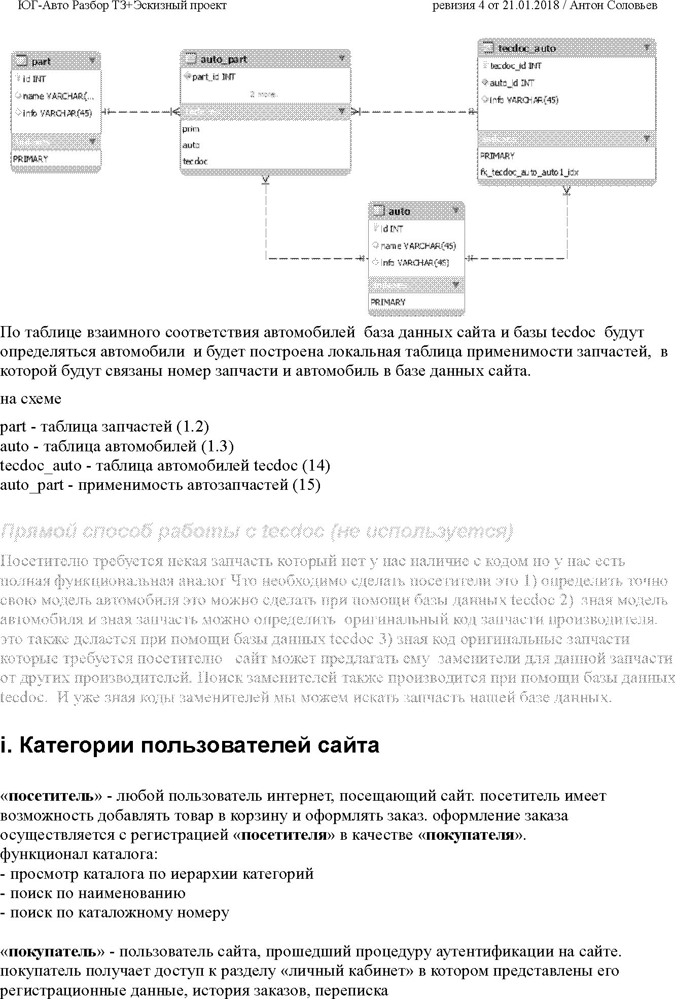 ЮГ-Авто Разбор ТЗ+Эскизный проект
ревизия 4 от 21.01.2018 / Антон Соловьев
part
id INT
name VARCHAR(...
info VARCHAR(45)
PRIMARY
auto_part
part_id INT
2 more.
prim
auto
tecdoc
tecdoc_auto
tecdoc_id INT
auto_id INT
info VARCHAR(45)
PRIMARY
fk_tecdoc_auto_auto1_idx
auto
id INT
name VARCHAR(45)
info VARCHAR(45)
PRIMARY
По таблице взаимного соответствия автомобилей  база данных сайта и базы tecdoc  будут
определяться автомобили  и будет построена локальная таблица применимости запчастей,  в
которой будут связаны номер запчасти и автомобиль в базе данных сайта.
на схеме
part - таблица запчастей (1.2)
auto - таблица автомобилей (1.3)
tecdoc_auto - таблица автомобилей tecdoc (14)
auto_part - применимость автозапчастей (15)
Прямой способ работы с tecdoc (не используется)
Посетителю требуется некая запчасть который нет у нас наличие с кодом но у нас есть
полная функциональная аналог Что необходимо сделать посетители это 1) определить точно
свою модель автомобиля это можно сделать при помощи базы данных tecdoc 2)  зная модель
автомобиля и зная запчасть можно определить  оригинальный код запчасти производителя.
это также делается при помощи базы данных tecdoc 3) зная код оригинальные запчасти
которые требуется посетителю   сайт может предлагать ему  заменители для данной запчасти
от других производителей. Поиск заменителей также производится при помощи базы данных
tecdoc.  И уже зная коды заменителей мы можем искать запчасть нашей базе данных.
i. Категории пользователей сайта
«посетитель» - любой пользователь интернет, посещающий сайт. посетитель имеет
возможность добавлять товар в корзину и оформлять заказ. оформление заказа
осуществляется с регистрацией «посетителя» в качестве «покупателя».
функционал каталога:
- просмотр каталога по иерархии категорий
- поиск по наименованию
- поиск по каталожному номеру
«покупатель» - пользователь сайта, прошедший процедуру аутентификации на сайте.
покупатель получает доступ к разделу «личный кабинет» в котором представлены его
регистрационные данные, история заказов, переписка